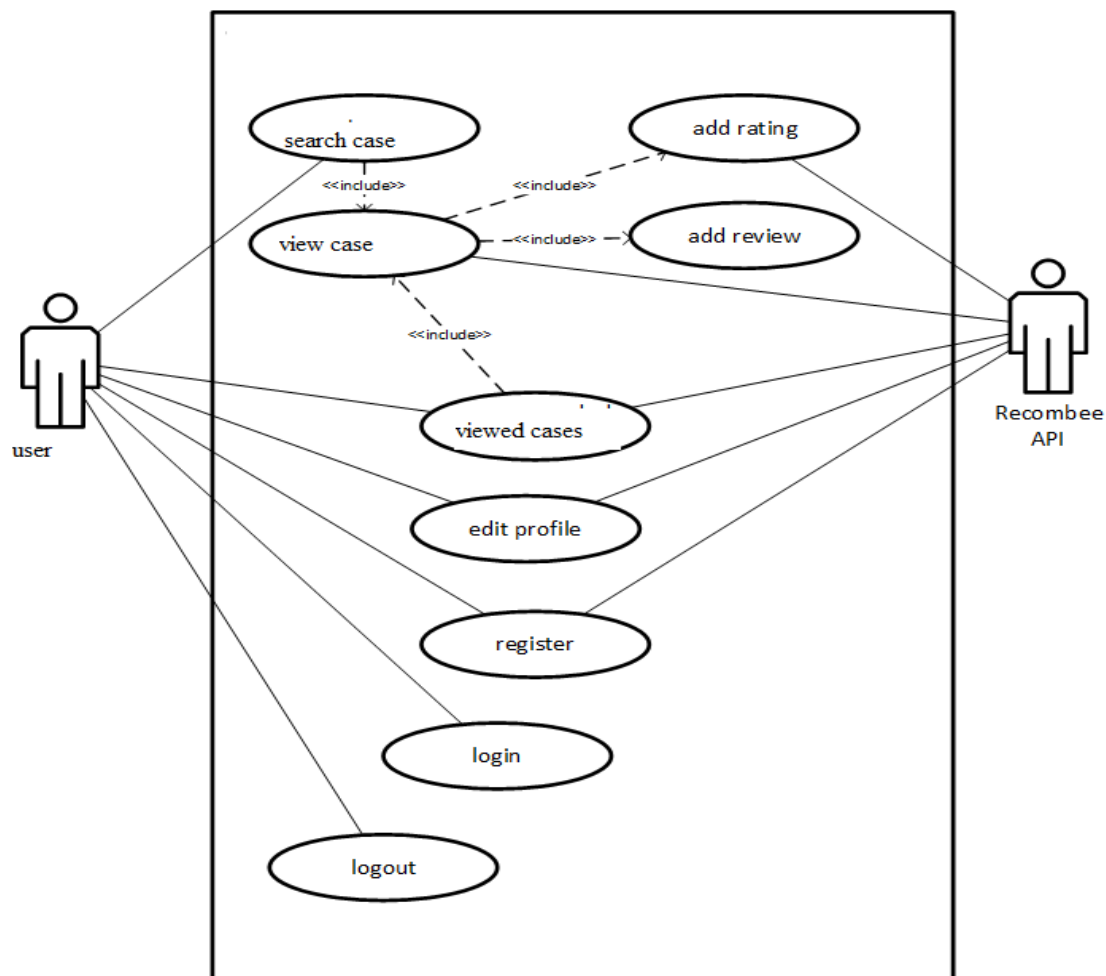 search case
add rating
<<include>>
<<include>>
view case
<<include>>
add review
<<include>>
viewed cases
Recombee
API
user
edit profile
register
login
logout